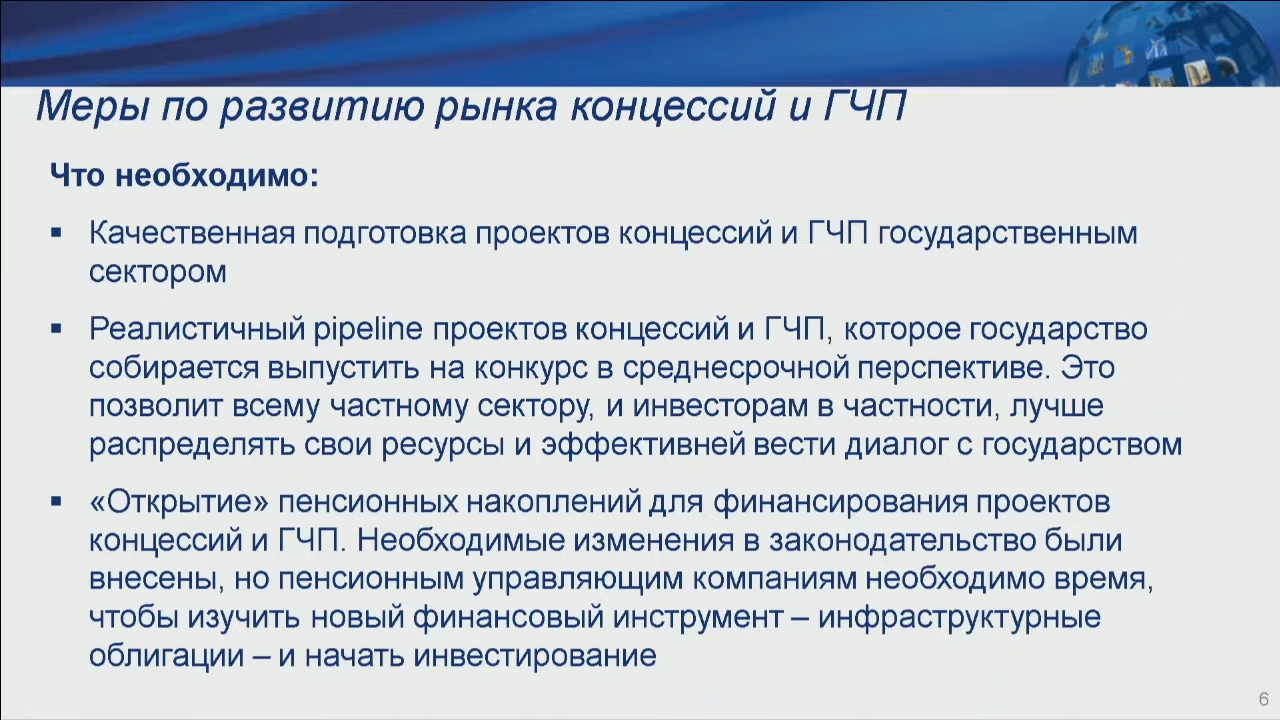 Меры по развитию рынка концессий и ГЧП
Что необходимо:
▪ Качественная подготовка проектов концессий и ГЧП государственным
сектором
▪ Реалистичный pipeline проектов концессий и ГЧП, которое государство
собирается выпустить на конкурс в среднесрочной перспективе. Это
позволит всему частному сектору, и инвесторам в частности, лучше
распределять свои ресурсы и эффективней вести диалог с государством
▪ «Открытие» пенсионных накоплений для финансирования проектов
концессий и ГЧП. Необходимые изменения в законодательство были
внесены, но пенсионным управляющим компаниям необходимо время,
чтобы изучить новый финансовый инструмент – инфраструктурные
облигации – и начать инвестирование
6